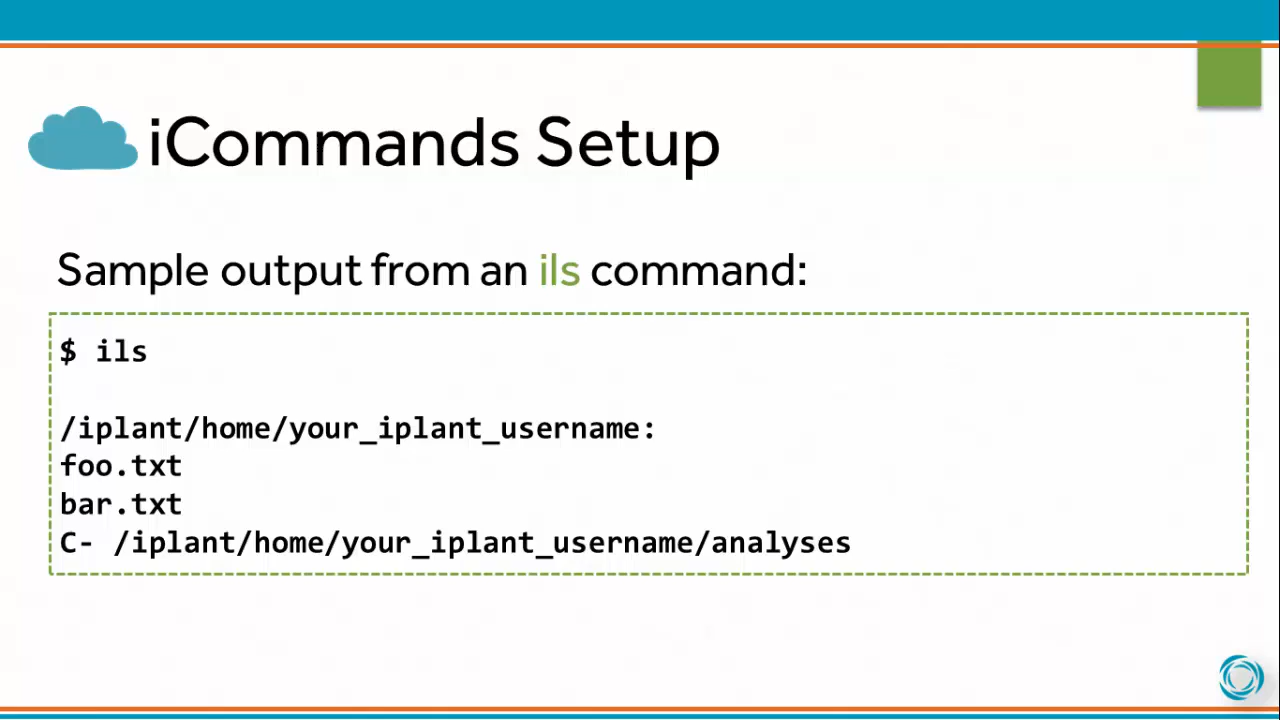 iCommands Setup
Sample output from an ils command:
$ ils
/iplant/home/your_iplant_username:
foo.txt
bar.txt
C- /iplant/home/your_iplant_username/analyses